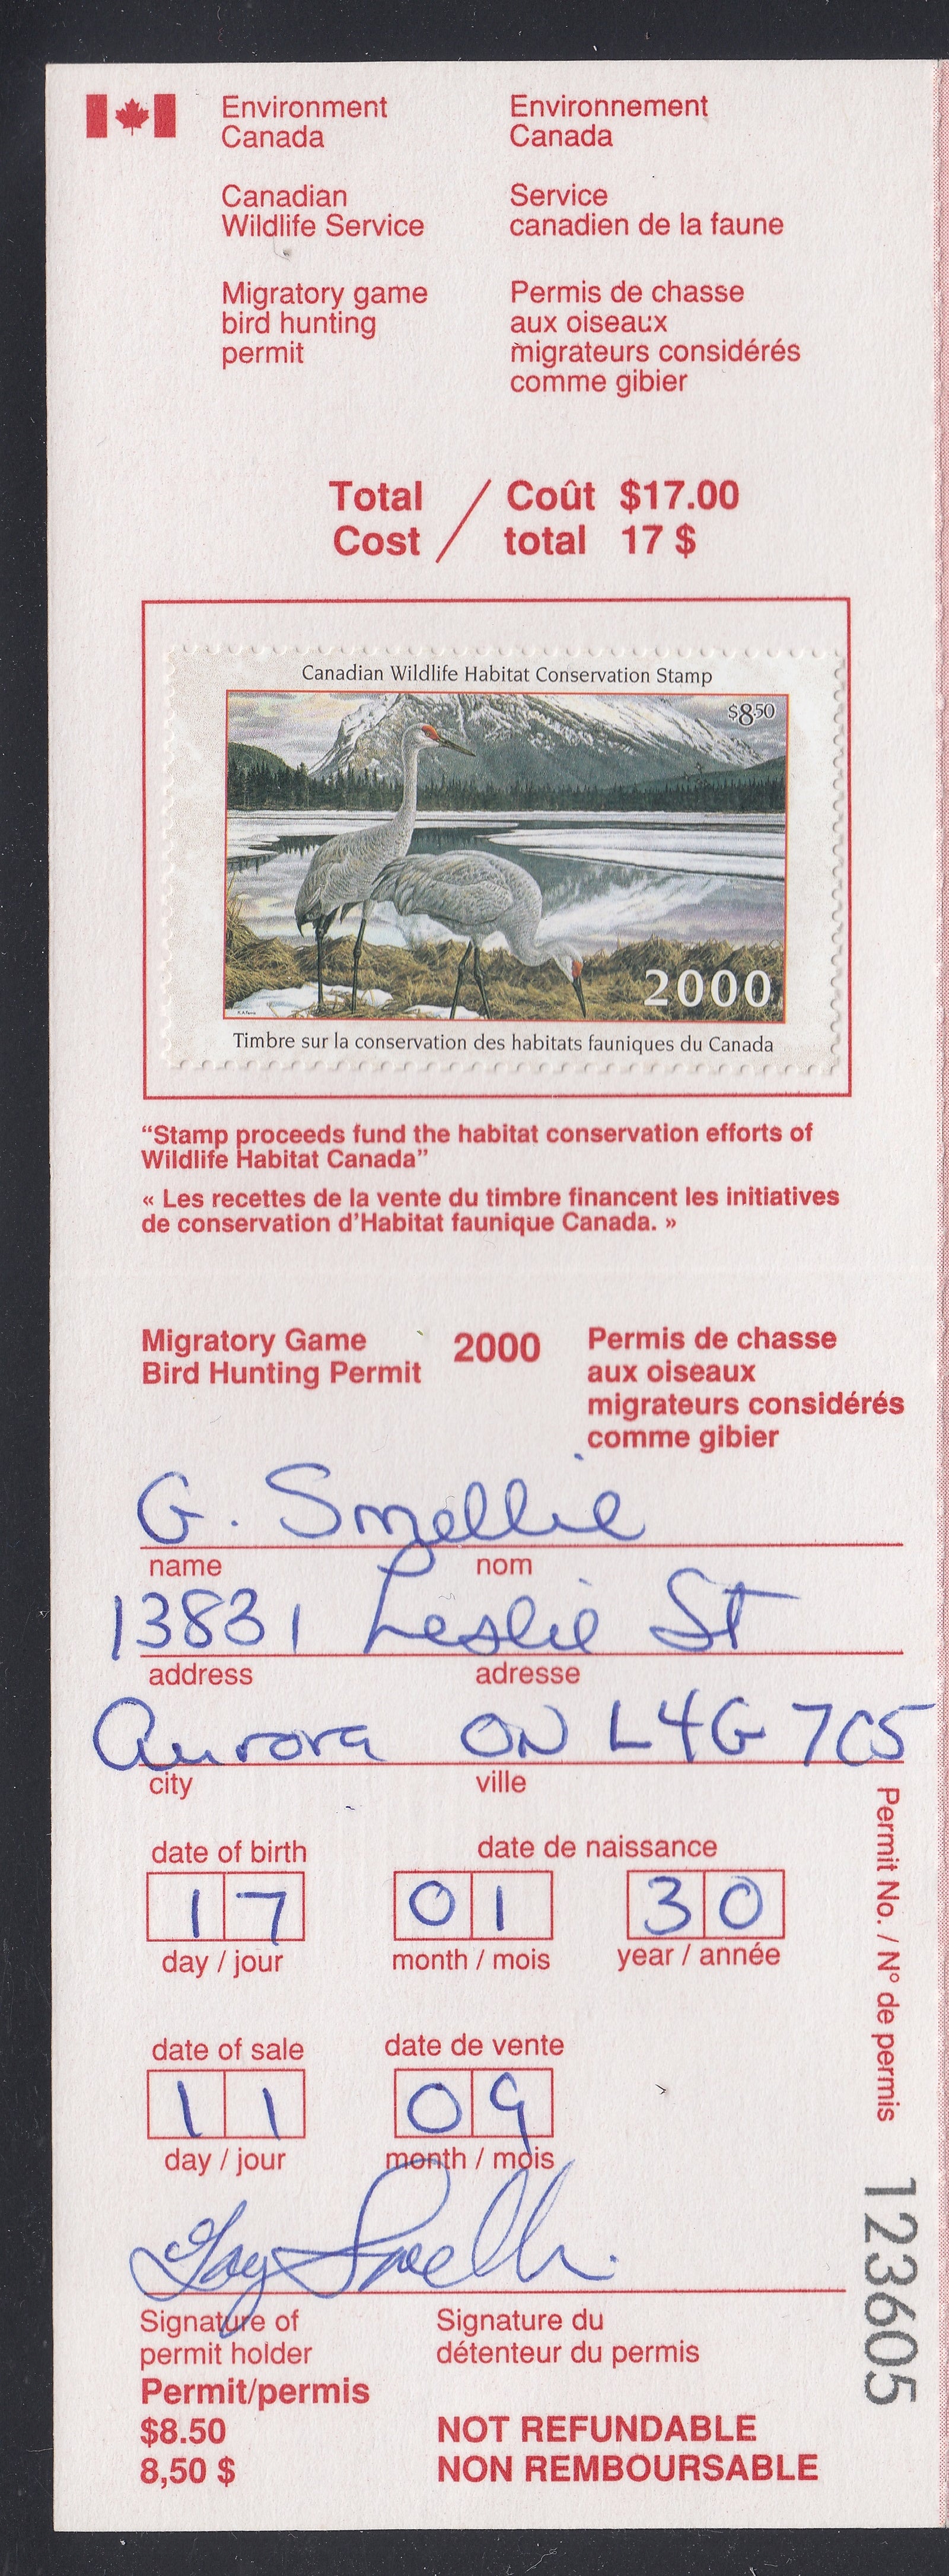 Environment Canada
Environnement Canada
Canadian Wildlife Service
Service canadien de la faune
Migratory game bird hunting permit
Permis de chasse aux oiseaux migrateurs considérés comme gibier
Total Cost / Coût total $17.00 17 $
Canadian Wildlife Habitat Conservation Stamp
$8.50
2000
Timbre sur la conservation des habitats fauniques du Canada
“Stamp proceeds fund the habitat conservation efforts of
Wildlife Habitat Canada”
« Les recettes de la vente du timbre financent les initiatives
de conservation d’Habitat faunique Canada. »
Migratory Game Bird Hunting Permit
2000
Permis de chasse aux oiseaux migrateurs considérés comme gibier
G. Smellie
name nom
13831 Leslie St
address adresse
Aurora ON L4G 7C5
city ville
date of birth date de naissance
17 01 30
day / jour month / mois year / année
date of sale date de vente
11 09
day / jour month / mois
Signature of permit holder
Signature du détenteur du permis
Permit/permis
$8.50 NOT REFUNDABLE
8,50 $ NON REMBOURSABLE
Permit No. / N° de permis
123605